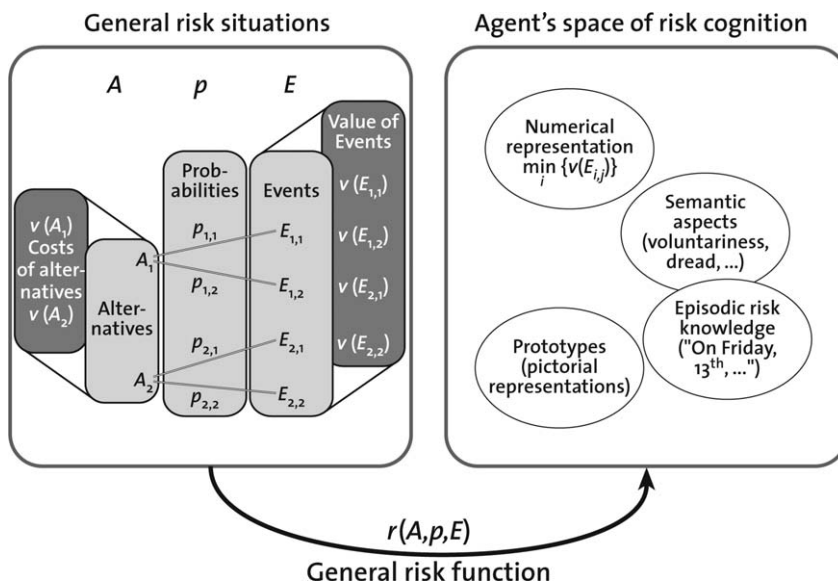 General risk situations
A p E
v (A1)
Costs
of alter-
natives
v (A2)
Alter-
natives
A1
A2
Prob-
abilities
p1,1
p1,2
p2,1
p2,2
Events
E1,1
E1,2
E2,1
E2,2
Value of
Events
v (E1,1)
v (E1,2)
v (E2,1)
v (E2,2)
Agent's space of risk cognition
Numerical
representation
min {v(Ei,j)}
i
Semantic
aspects
(voluntariness,
dread, ...)
Episodic risk
knowledge
("On Friday,
13th, ...")
Prototypes
(pictorial
representations)
r(A,p,E)
General risk function